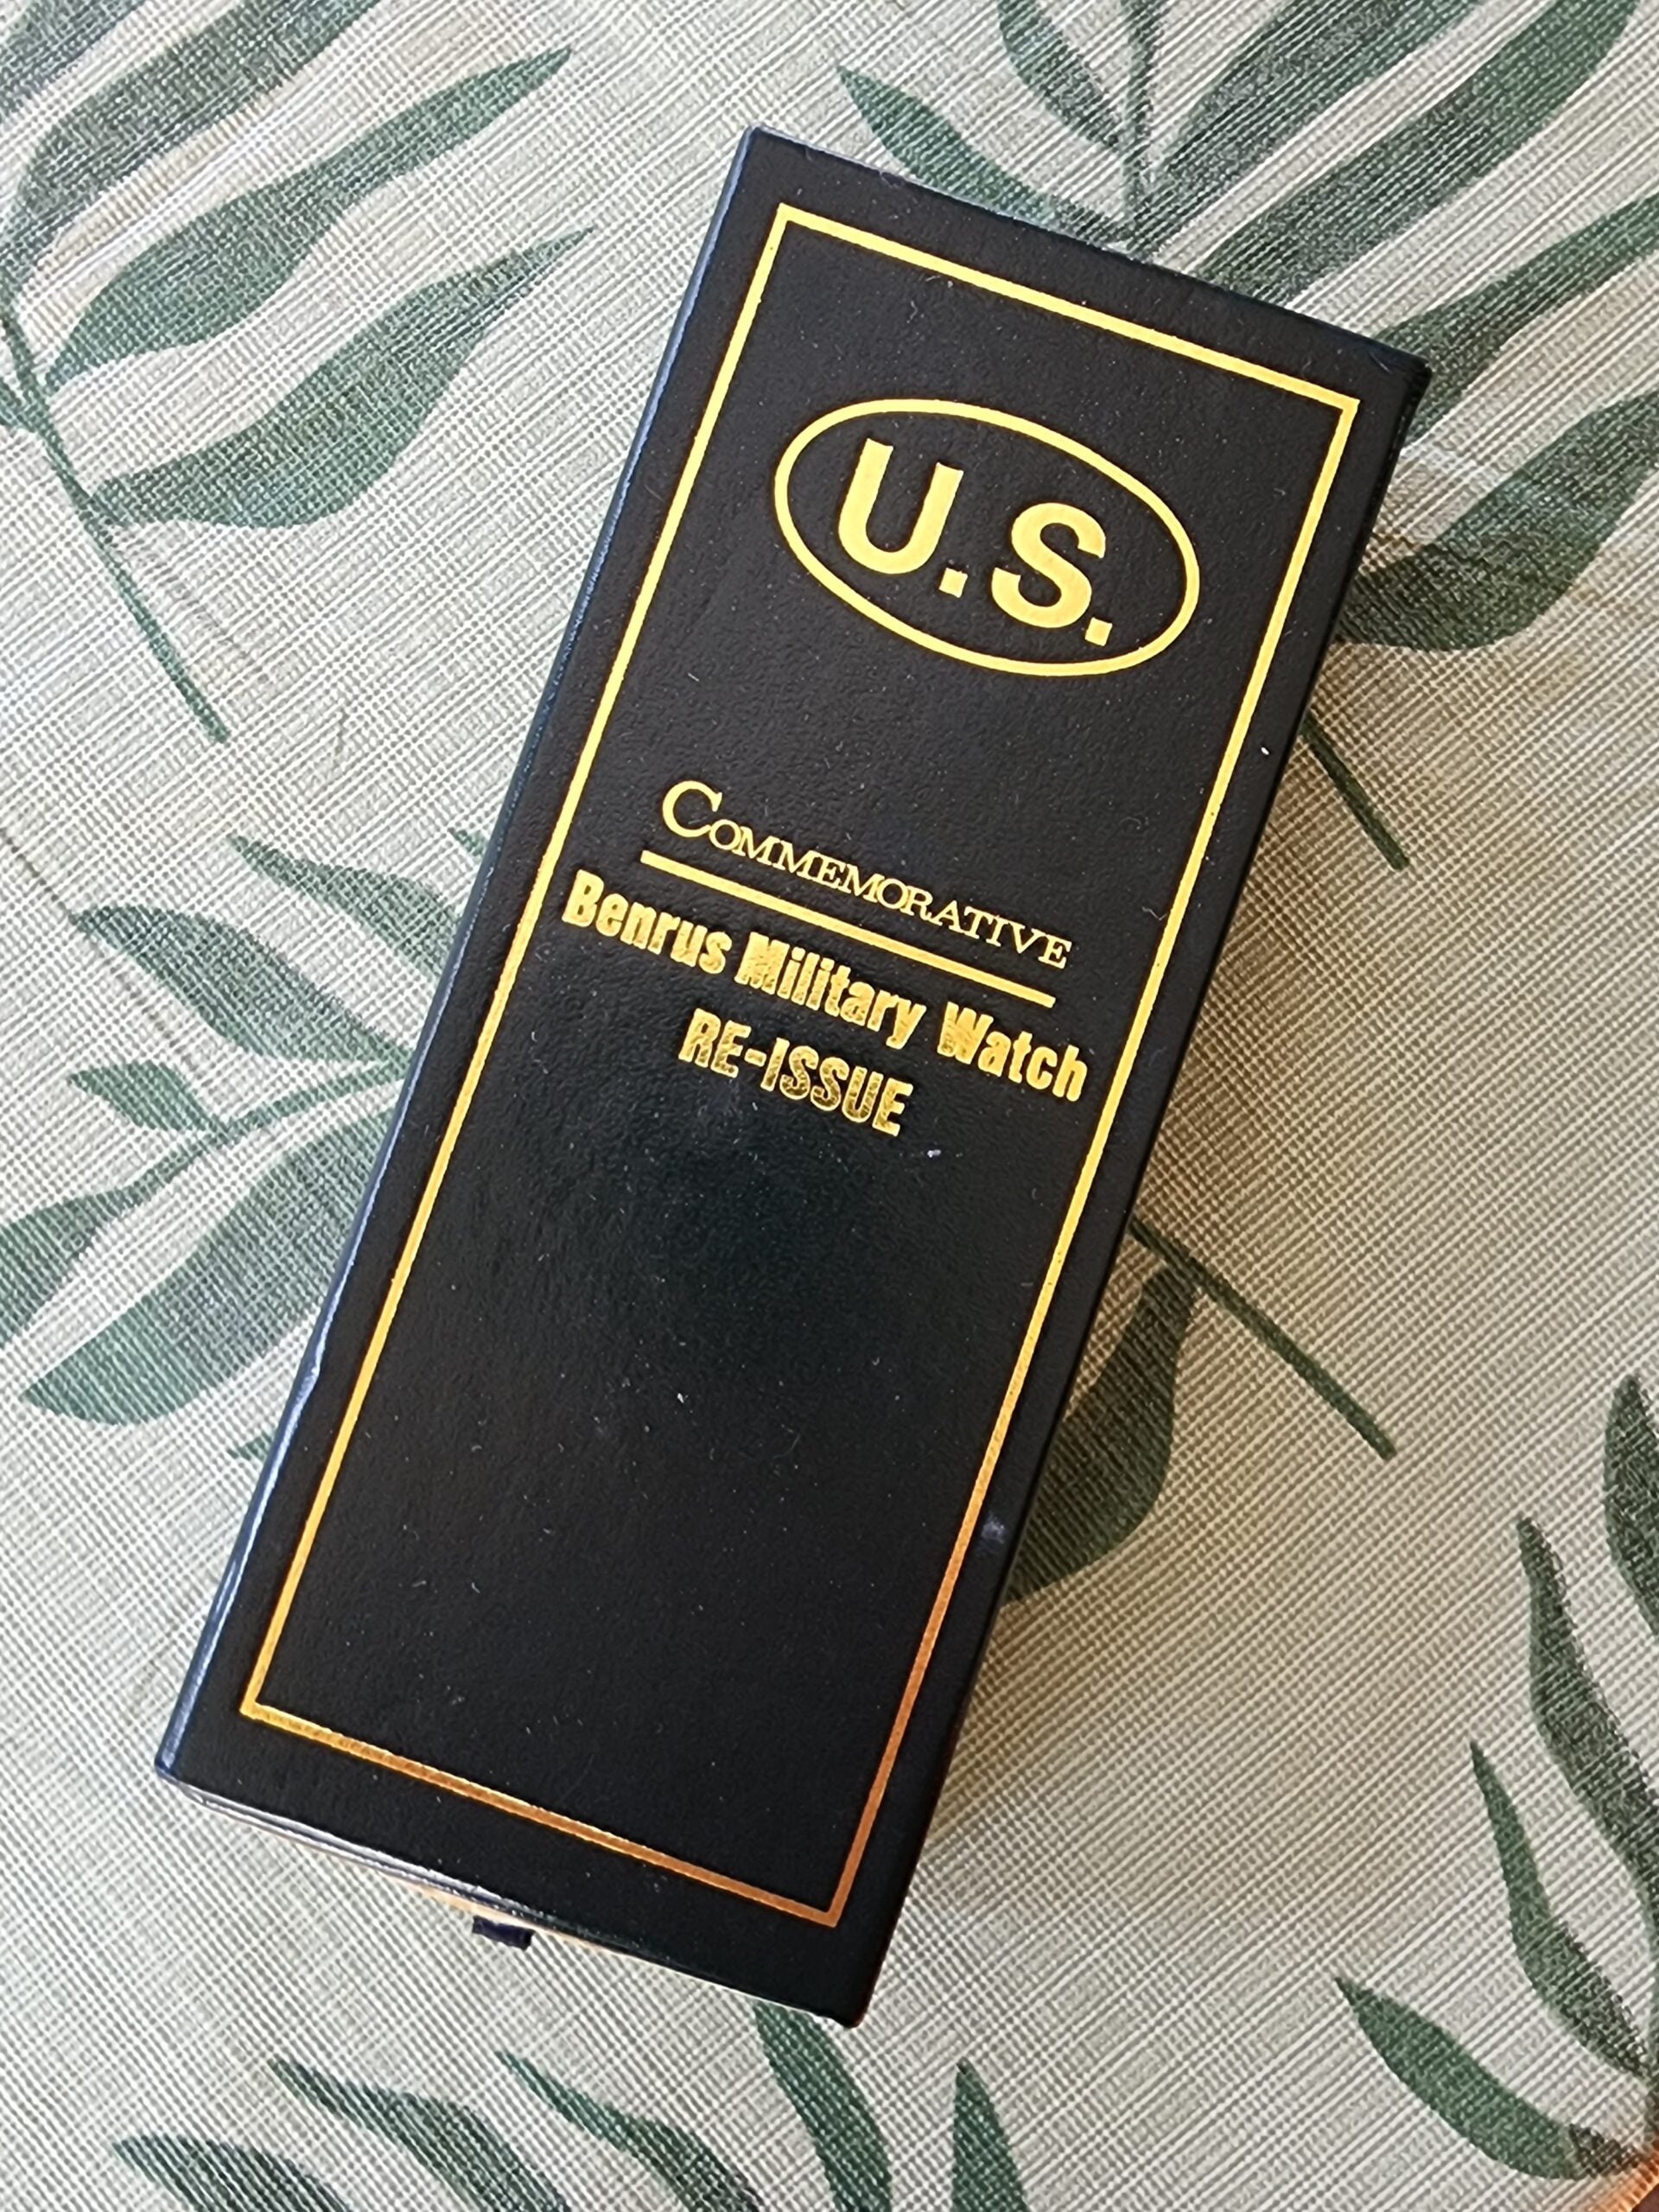 U.S.
COMMEMORATIVE
Benrus Military Watch
RE-ISSUE